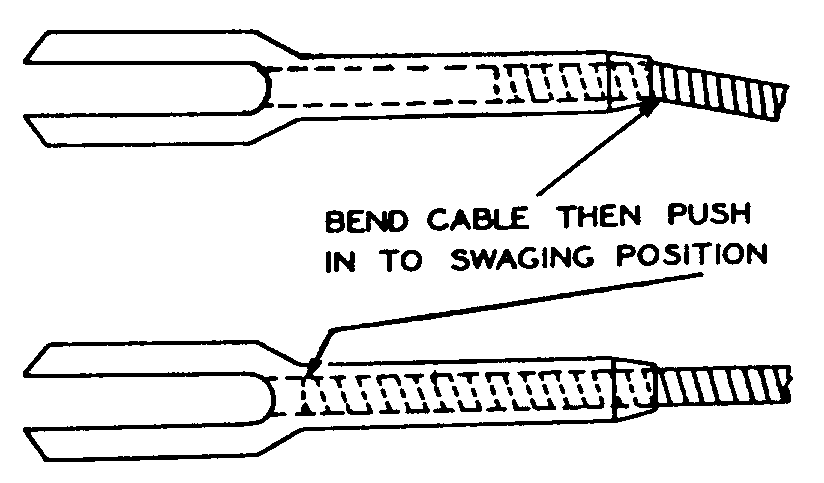 BEND CABLE THEN PUSH
IN TO SWAGING POSITION